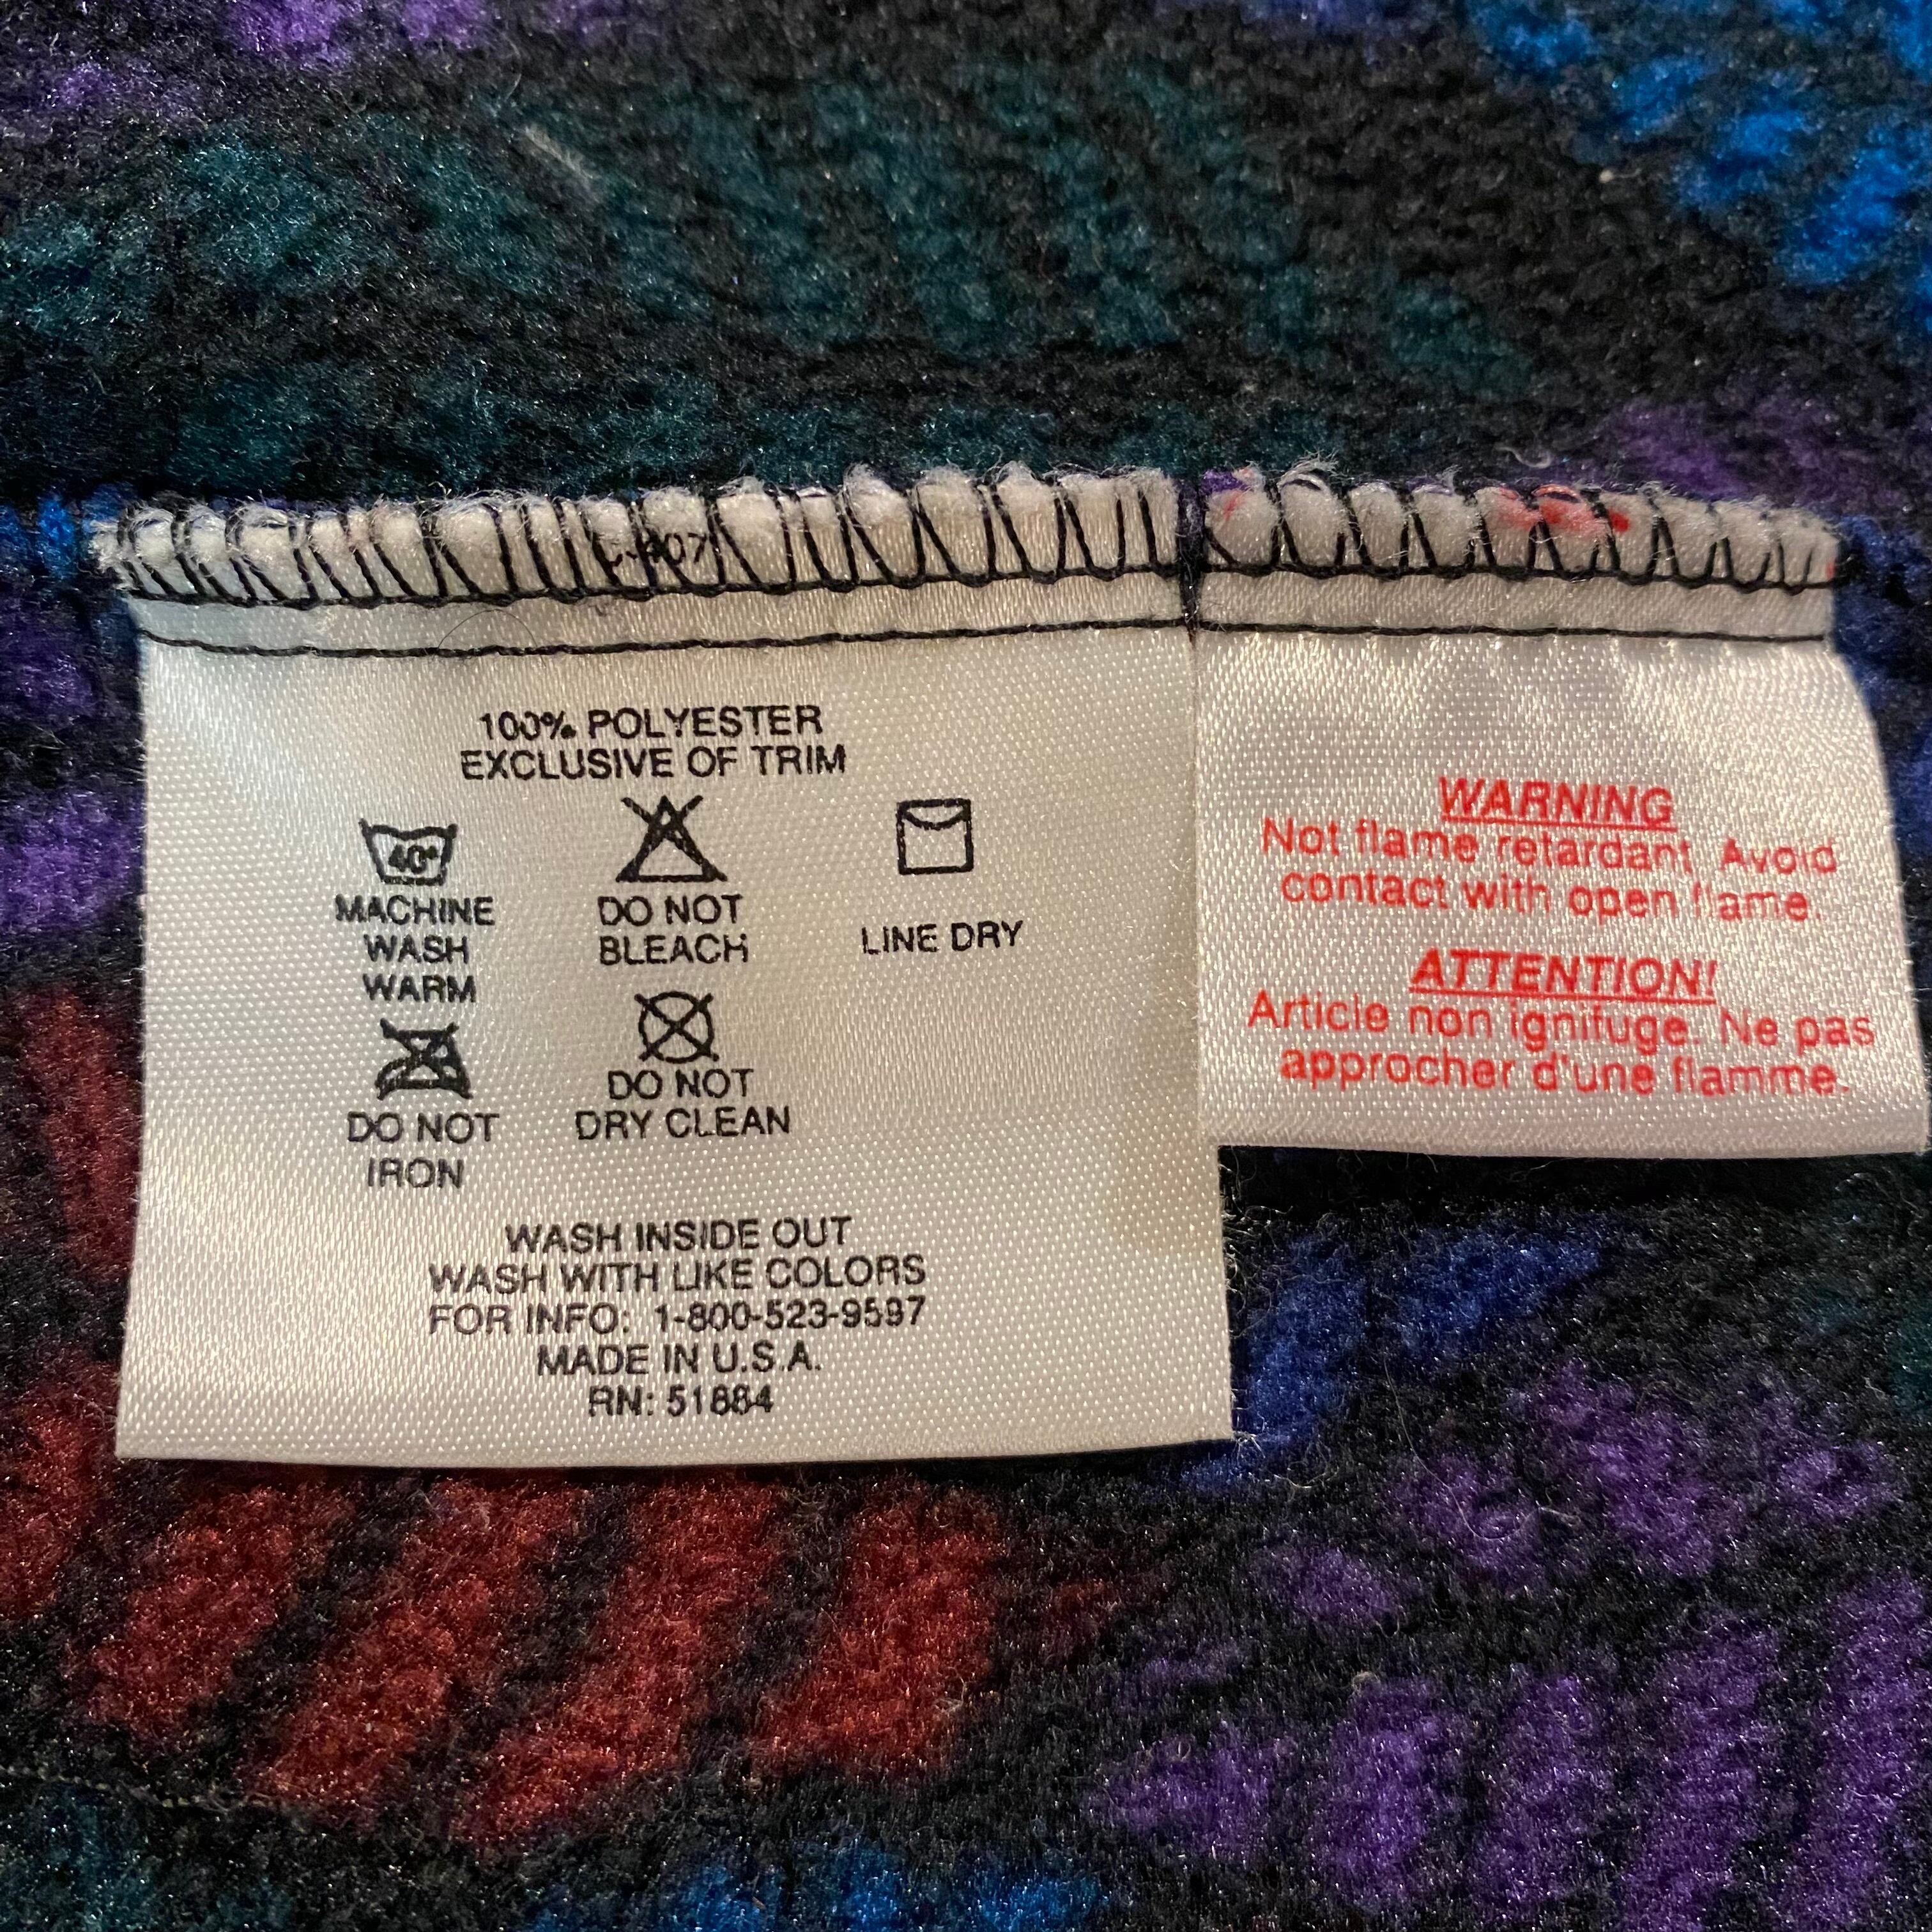 100% POLYESTER
EXCLUSIVE OF TRIM
40°
MACHINE
WASH
WARM
DO NOT
BLEACH
LINE DRY
DO NOT
IRON
DO NOT
DRY CLEAN
WASH INSIDE OUT
WASH WITH LIKE COLORS
FOR INFO: 1-800-523-9597
MADE IN U.S.A.
RN: 51884
WARNING
Not flame retardant. Avoid
contact with open flame.
ATTENTION!
Article non ignifuge. Ne pas
approcher d'une flamme.